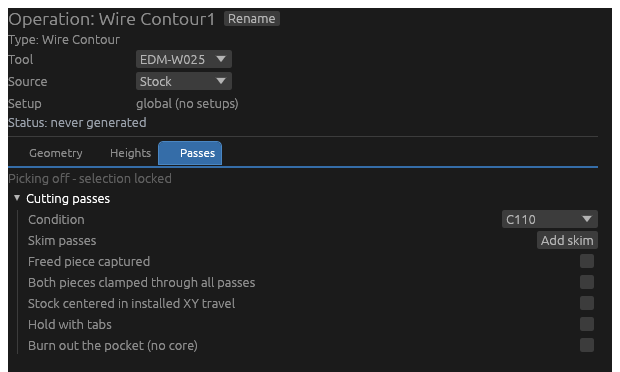 Operation: Wire Contour1 Rename
Type: Wire Contour
Tool EDM-W025
Source Stock
Setup global (no setups)
Status: never generated
Geometry Heights Passes
Picking off - selection locked
Cutting passes
Condition C110
Skim passes Add skim
Freed piece captured
Both pieces clamped through all passes
Stock centered in installed XY travel
Hold with tabs
Burn out the pocket (no core)